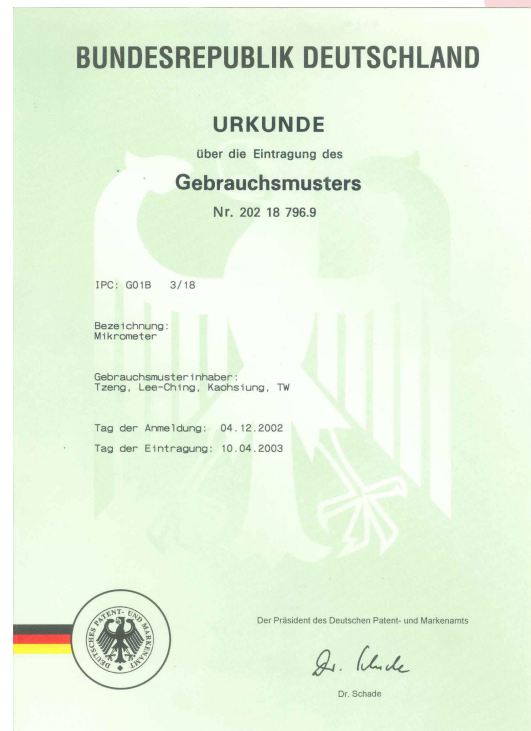 BUNDESREPUBLIK DEUTSCHLAND
URKUNDE
über die Eintragung des
Gebrauchsmusters
Nr. 202 18 796.9
IPC: G01B 3/18
Bezeichnung:
Mikrometer
Gebrauchsmusterinhaber:
Tzeng, Lee-Ching, Kaohsiung, TW
Tag der Anmeldung: 04.12.2002
Tag der Eintragung: 10.04.2003
DEUTSCHES PATENT- UND MARKENAMT
Der Präsident des Deutschen Patent- und Markenamts
Dr. Schade
Dr. Schade